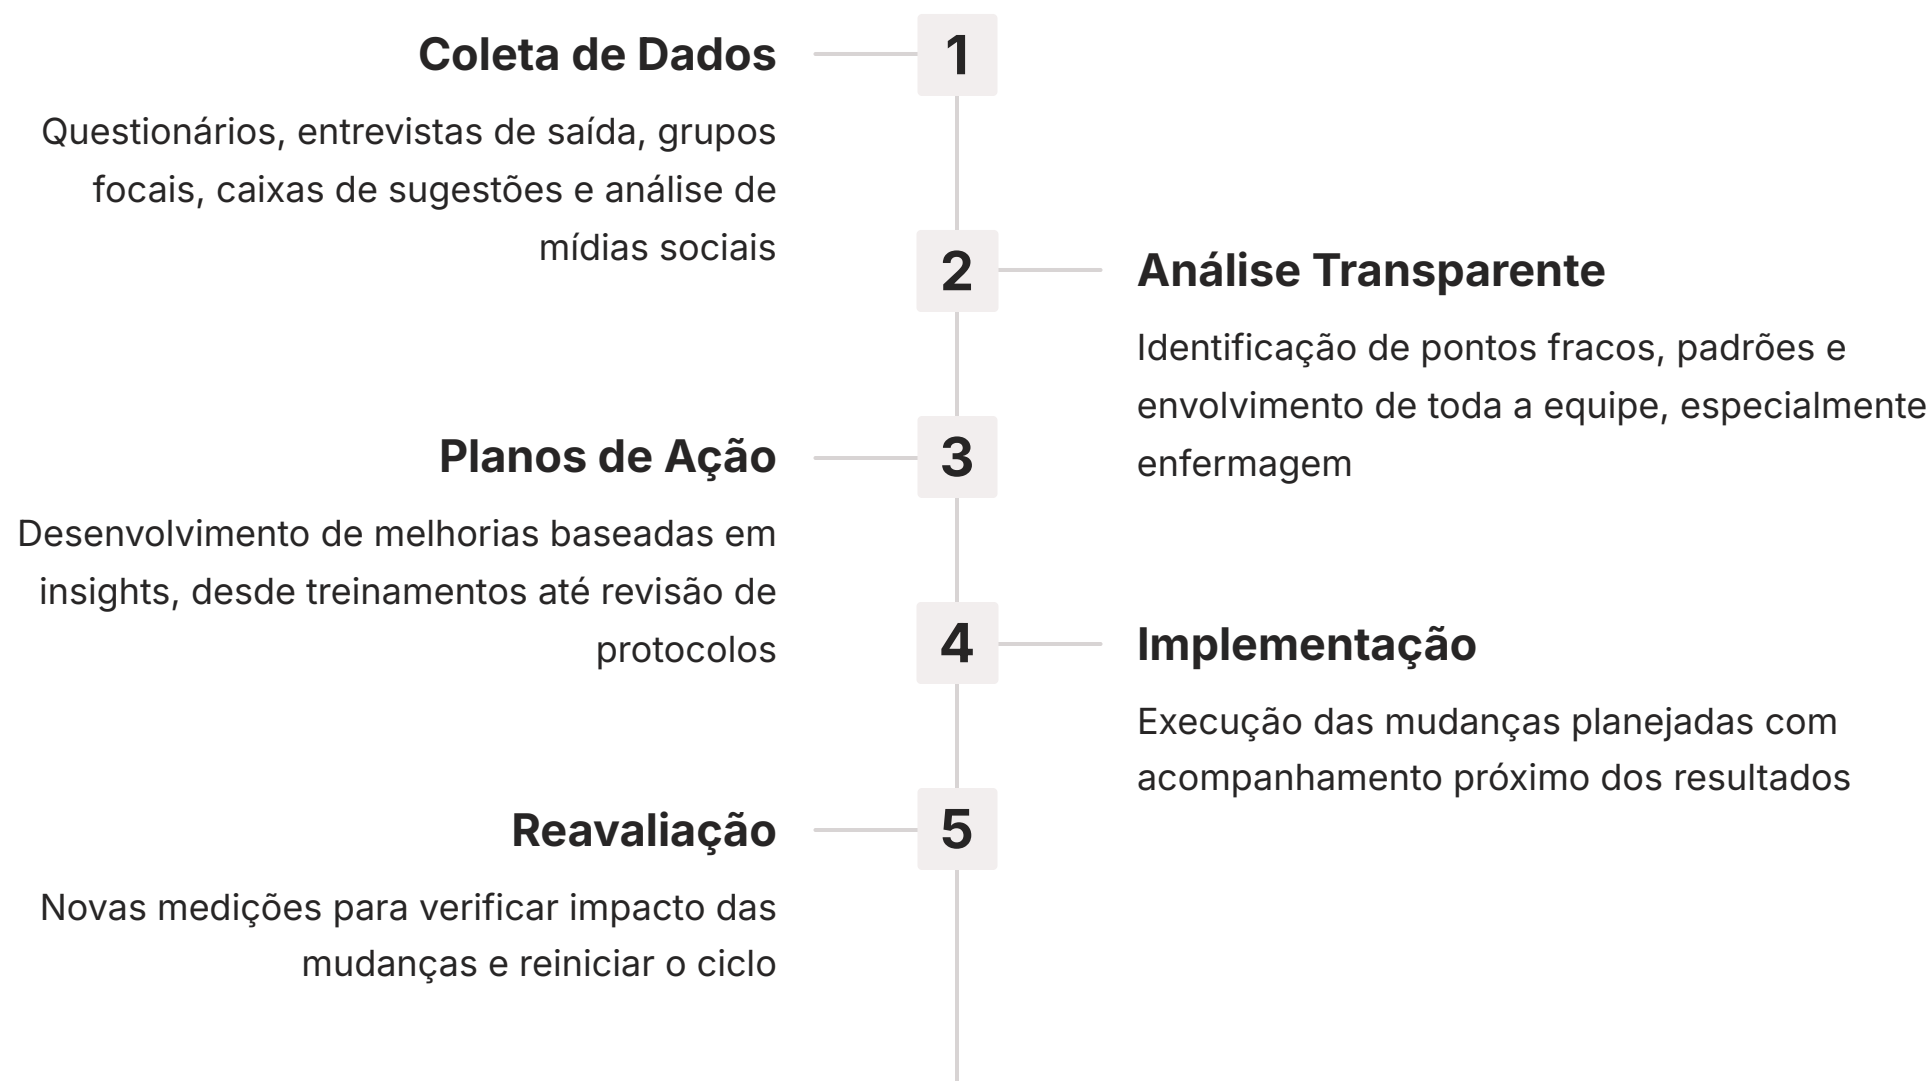 Coleta de Dados
1
Questionários, entrevistas de saída, grupos
focais, caixas de sugestões e análise de
mídias sociais
2
Análise Transparente
Identificação de pontos fracos, padrões e
envolvimento de toda a equipe, especialmente
enfermagem
Planos de Ação
3
Desenvolvimento de melhorias baseadas em
insights, desde treinamentos até revisão de
protocolos
4
Implementação
Execução das mudanças planejadas com
acompanhamento próximo dos resultados
Reavaliação
5
Novas medições para verificar impacto das
mudanças e reiniciar o ciclo